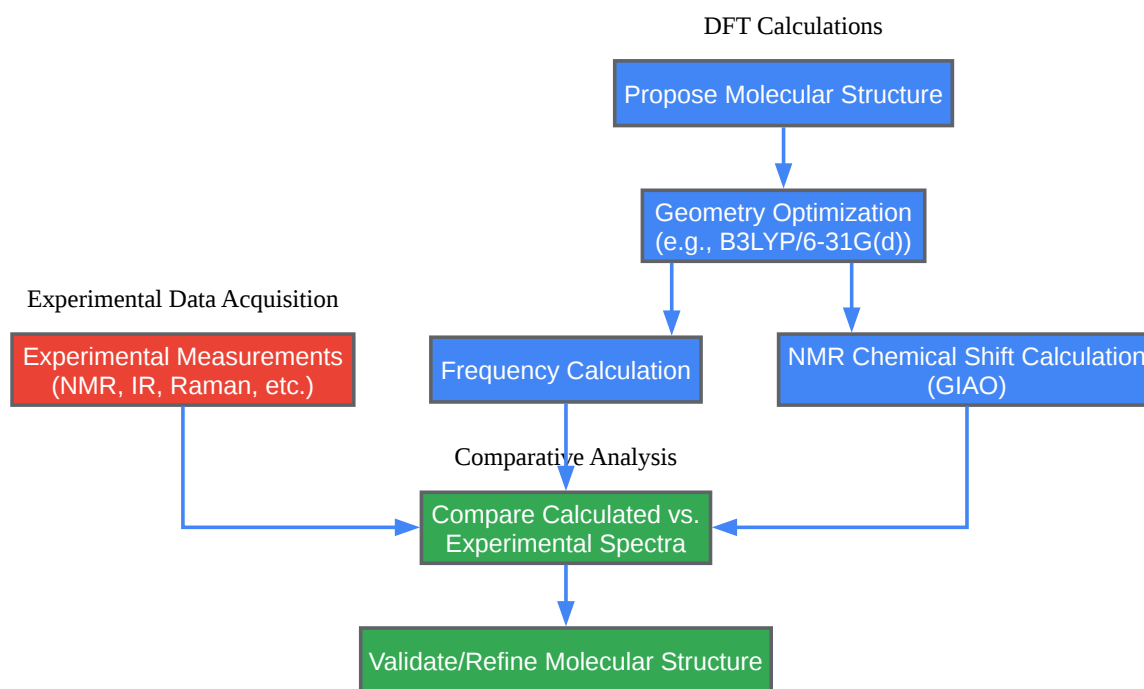 DFT Calculations
Propose Molecular Structure
Geometry Optimization
(e.g., B3LYP/6-31G(d))
Experimental Data Acquisition
Experimental Measurements
(NMR, IR, Raman, etc.)
Frequency Calculation
NMR Chemical Shift Calculation
(GIAO)
Comparative Analysis
Compare Calculated vs.
Experimental Spectra
Validate/Refine Molecular Structure